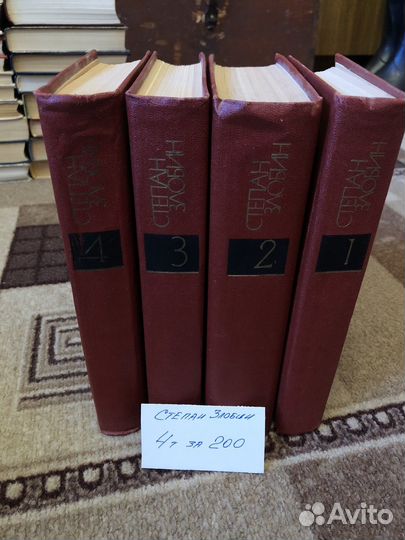 СТЕПАН
ЗЛОБИН
4
СТЕПАН
ЗЛОБИН
3
СТЕПАН
ЗЛОБИН
2
СТЕПАН
ЗЛОБИН
1
СТЕПАН ЗЛОБИН
4т за 200
Avito